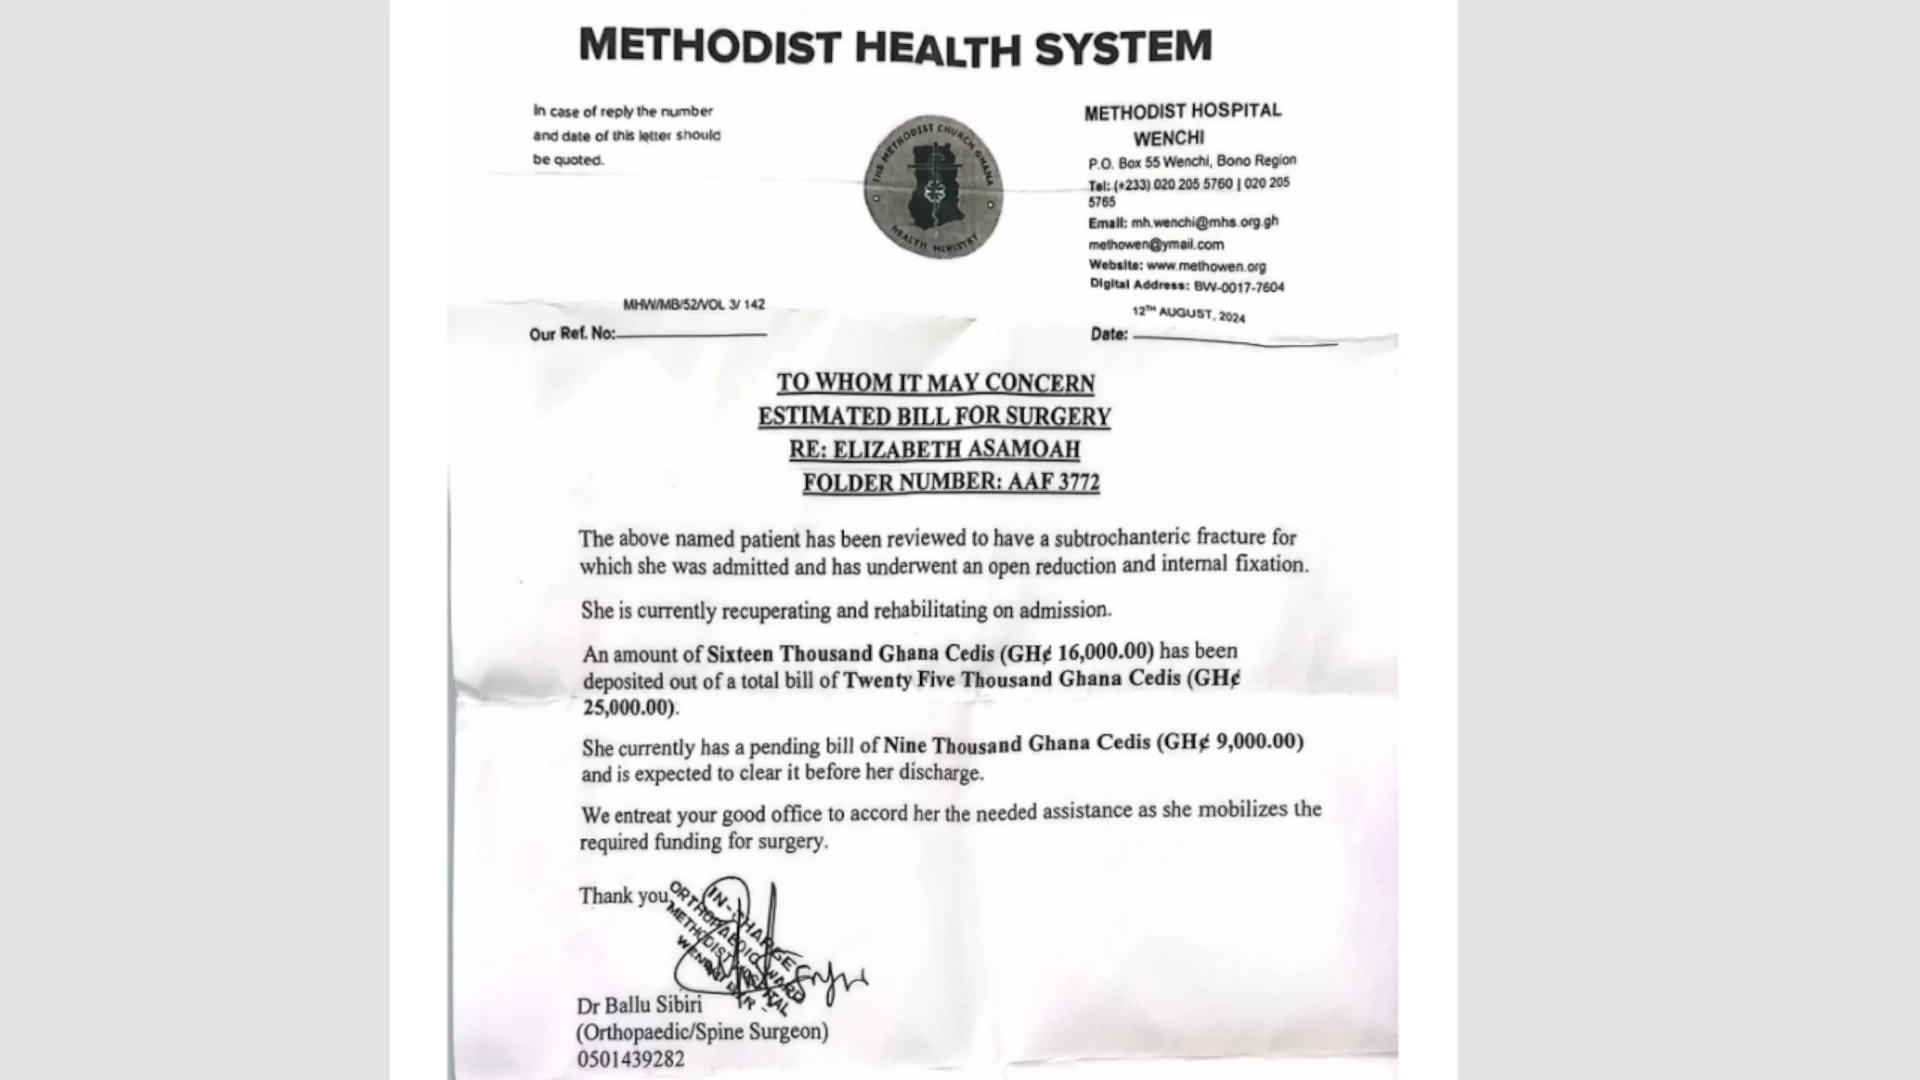 METHODIST HEALTH SYSTEM
In case of reply the number
and date of this letter should
be quoted.
THE METHODIST CHURCH GHANA
HEALTH MINISTRY
METHODIST HOSPITAL
WENCHI
P.O. Box 55 Wenchi, Bono Region
Tel: (+233) 020 205 5760 | 020 205
5765
Email: mh.wenchi@mhs.org.gh
methowen@ymail.com
Website: www.methowen.org
Digital Address: BW-0017-7604
MHW/MB/52/VOL 3/ 142
Our Ref. No:
12TH AUGUST, 2024
Date:
TO WHOM IT MAY CONCERN
ESTIMATED BILL FOR SURGERY
RE: ELIZABETH ASAMOAH
FOLDER NUMBER: AAF 3772
The above named patient has been reviewed to have a subtrochanteric fracture for
which she was admitted and has underwent an open reduction and internal fixation.
She is currently recuperating and rehabilitating on admission.
An amount of Sixteen Thousand Ghana Cedis (GH¢ 16,000.00) has been
deposited out of a total bill of Twenty Five Thousand Ghana Cedis (GH¢
25,000.00).
She currently has a pending bill of Nine Thousand Ghana Cedis (GH¢ 9,000.00)
and is expected to clear it before her discharge.
We entreat your good office to accord her the needed assistance as she mobilizes the
required funding for surgery.
Thank you,
IN-CHARGE
ORTHOPAEDIC WARD
METHODIST HOSPITAL
Dr Ballu Sibiri
(Orthopaedic/Spine Surgeon)
0501439282